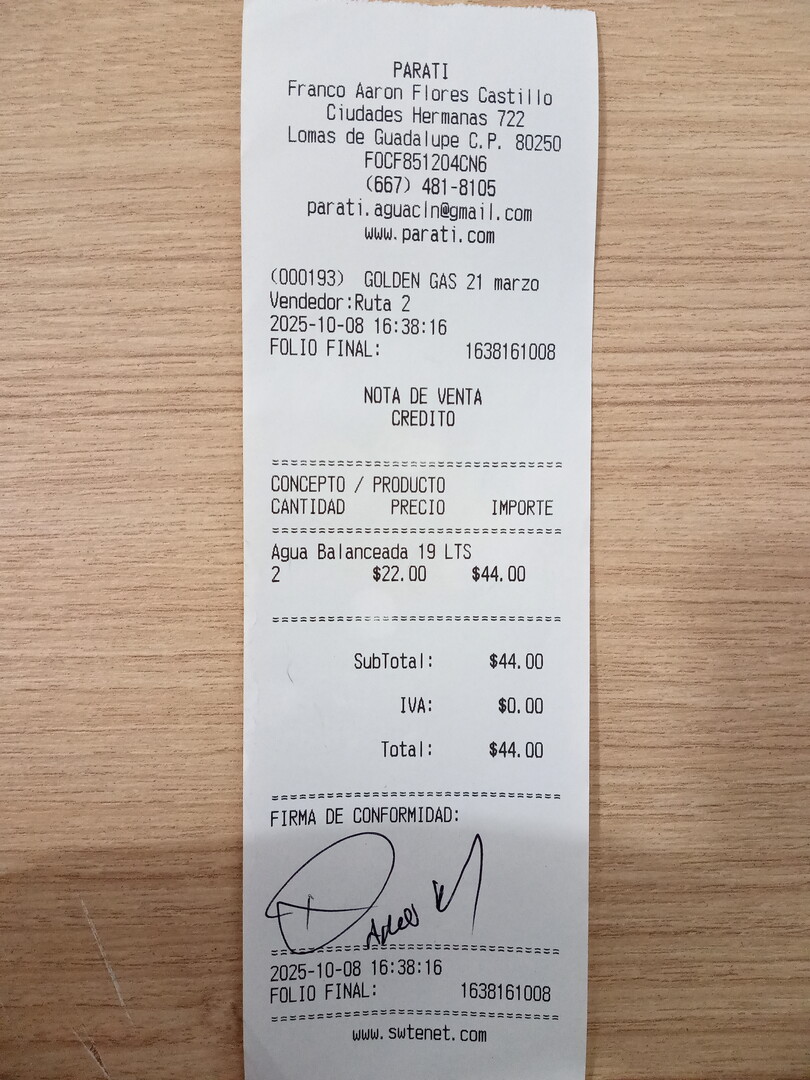 PARATI
Franco Aaron Flores Castillo
Ciudades Hermanas 722
Lomas de Guadalupe C.P. 80250
FOCF851204CN6
(667) 481-8105
parati.aguacln@gmail.com
www.parati.com
(000193) GOLDEN GAS 21 marzo
Vendedor:Ruta 2
2025-10-08 16:38:16
FOLIO FINAL: 1638161008
NOTA DE VENTA
CREDITO
CONCEPTO / PRODUCTO
CANTIDAD PRECIO IMPORTE
Agua Balanceada 19 LTS
2 $22.00 $44.00
SubTotal: $44.00
IVA: $0.00
Total: $44.00
FIRMA DE CONFORMIDAD:
2025-10-08 16:38:16
FOLIO FINAL: 1638161008
www.swtenet.com